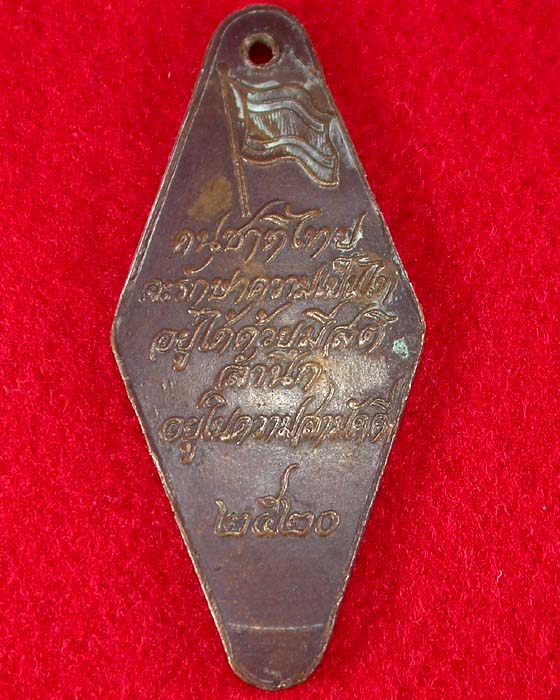 คนชาติไทย
จะรักษาความเป็นไท
อยู่ได้ด้วยมีสติ
สำนึก
อยู่ในความสามัคคี
๒๕๒๐